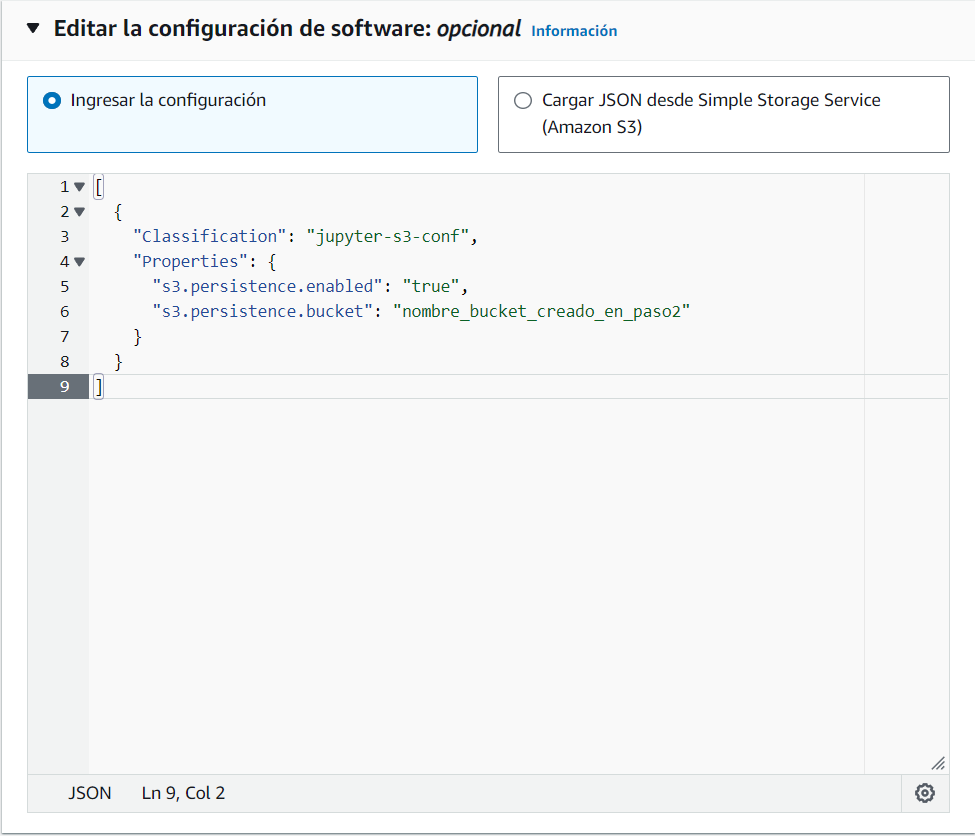 Editar la configuración de software: opcional Información
Ingresar la configuración
Cargar JSON desde Simple Storage Service
(Amazon S3)
1 [
2 {
3 "Classification": "jupyter-s3-conf",
4 "Properties": {
5 "s3.persistence.enabled": "true",
6 "s3.persistence.bucket": "nombre_bucket_creado_en_paso2"
7 }
8 }
9 ]
JSON Ln 9, Col 2